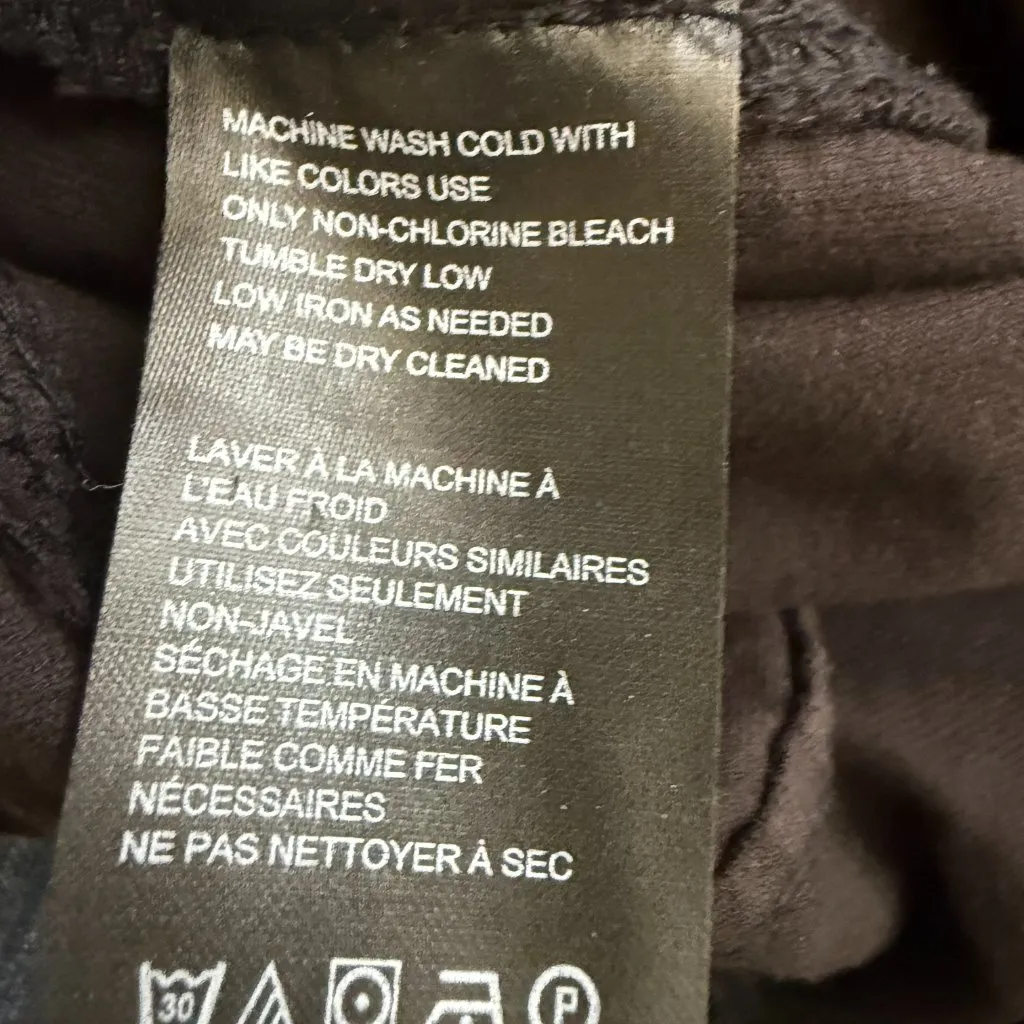 MACHINE WASH COLD WITH
LIKE COLORS USE
ONLY NON-CHLORINE BLEACH
TUMBLE DRY LOW
LOW IRON AS NEEDED
MAY BE DRY CLEANED
LAVER À LA MACHINE À
L'EAU FROID
AVEC COULEURS SIMILAIRES
UTILISEZ SEULEMENT
NON-JAVEL
SÉCHAGE EN MACHINE À
BASSE TEMPÉRATURE
FAIBLE COMME FER
NÉCESSAIRES
NE PAS NETTOYER À SEC
30 P